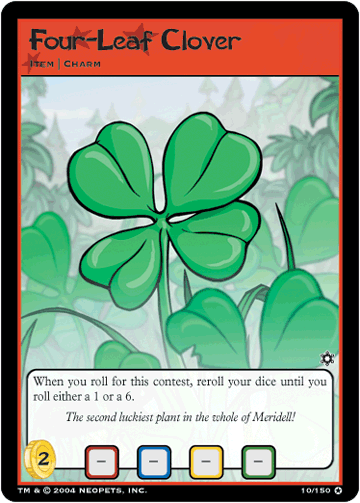 Four-Leaf Clover
Item | Charm
When you roll for this contest, reroll your dice until you
roll either a 1 or a 6.
The second luckiest plant in the whole of Meridell!
2
– – – –
TM & © 2004 NEOPETS, INC. 10/150